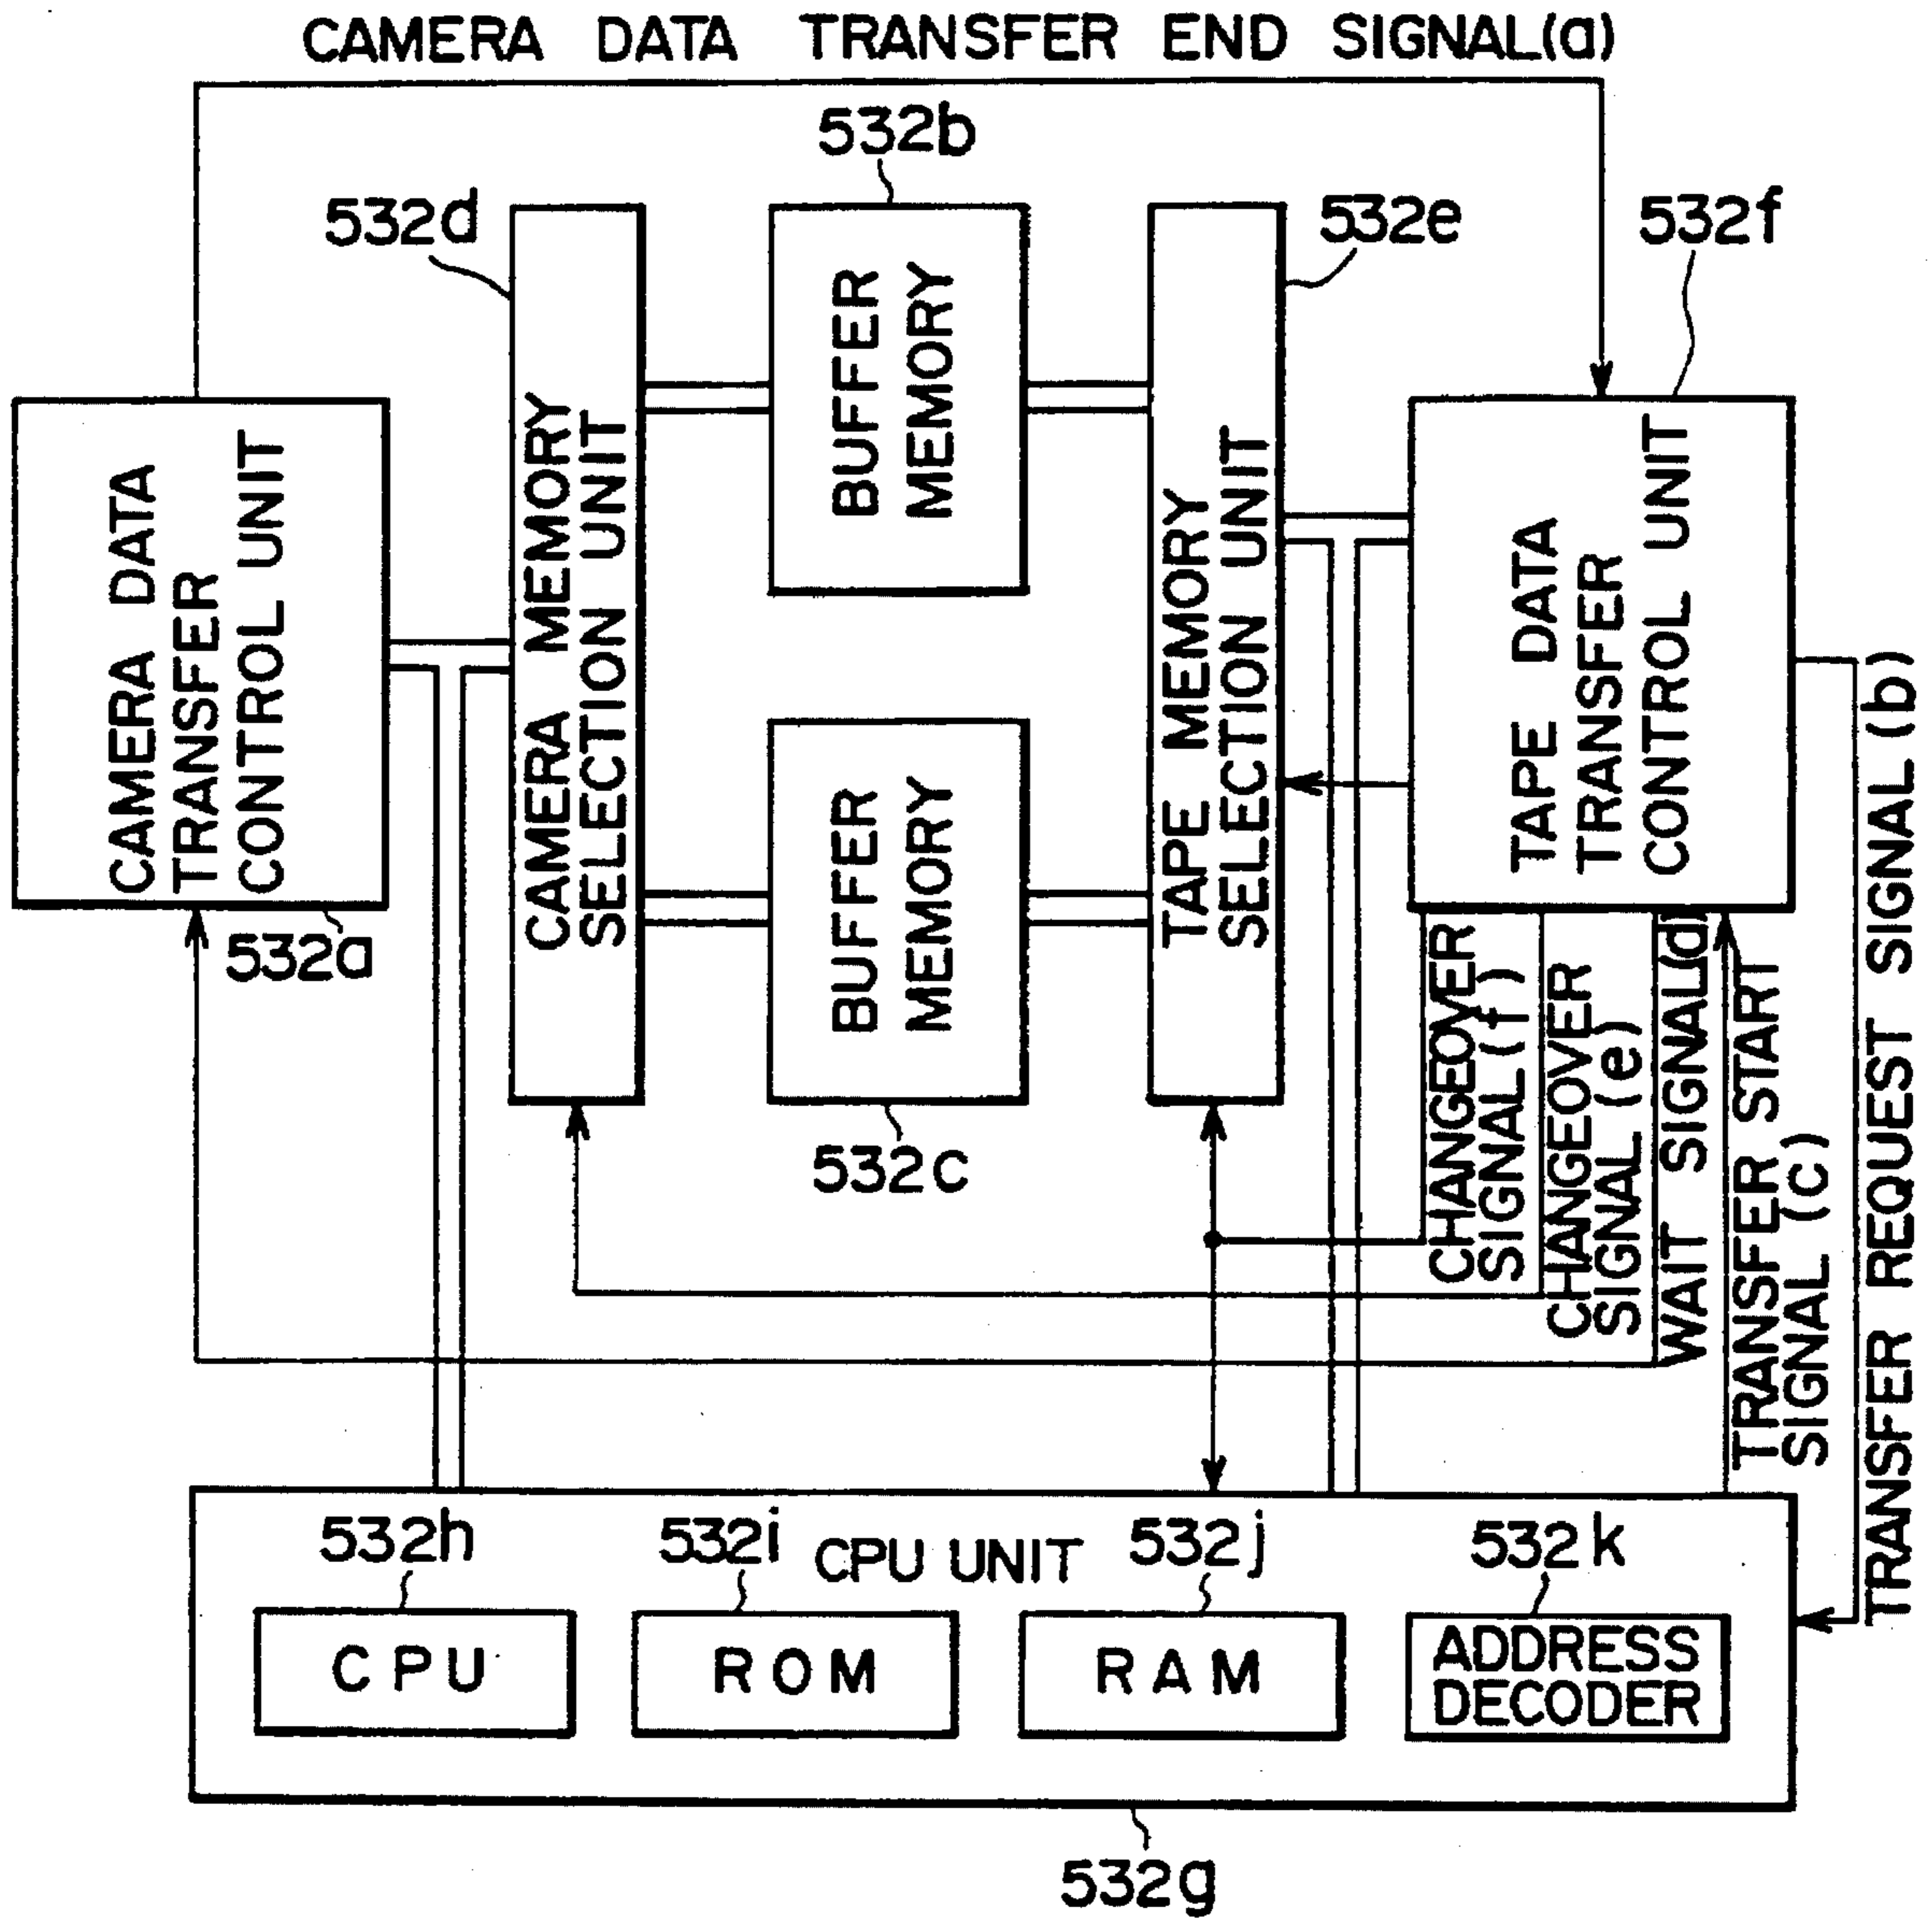 CAMERA DATA TRANSFER END SIGNAL(a)
532b
532d
532e
532f
CAMERA DATA
TRANSFER
CONTROL UNIT
532a
CAMERA MEMORY
SELECTION UNIT
BUFFER
MEMORY
BUFFER
MEMORY
532c
TAPE MEMORY
SELECTION UNIT
TAPE DATA
TRANSFER
CONTROL UNIT
CHANGEOVER
SIGNAL(f)
CHANGEOVER
SIGNAL(e)
WAIT SIGNAL(d)
TRANSFER START
SIGNAL (c)
TRANSFER REQUEST SIGNAL(b)
532h
532i
CPU UNIT
532j
532k
CPU
ROM
RAM
ADDRESS
DECODER
532g